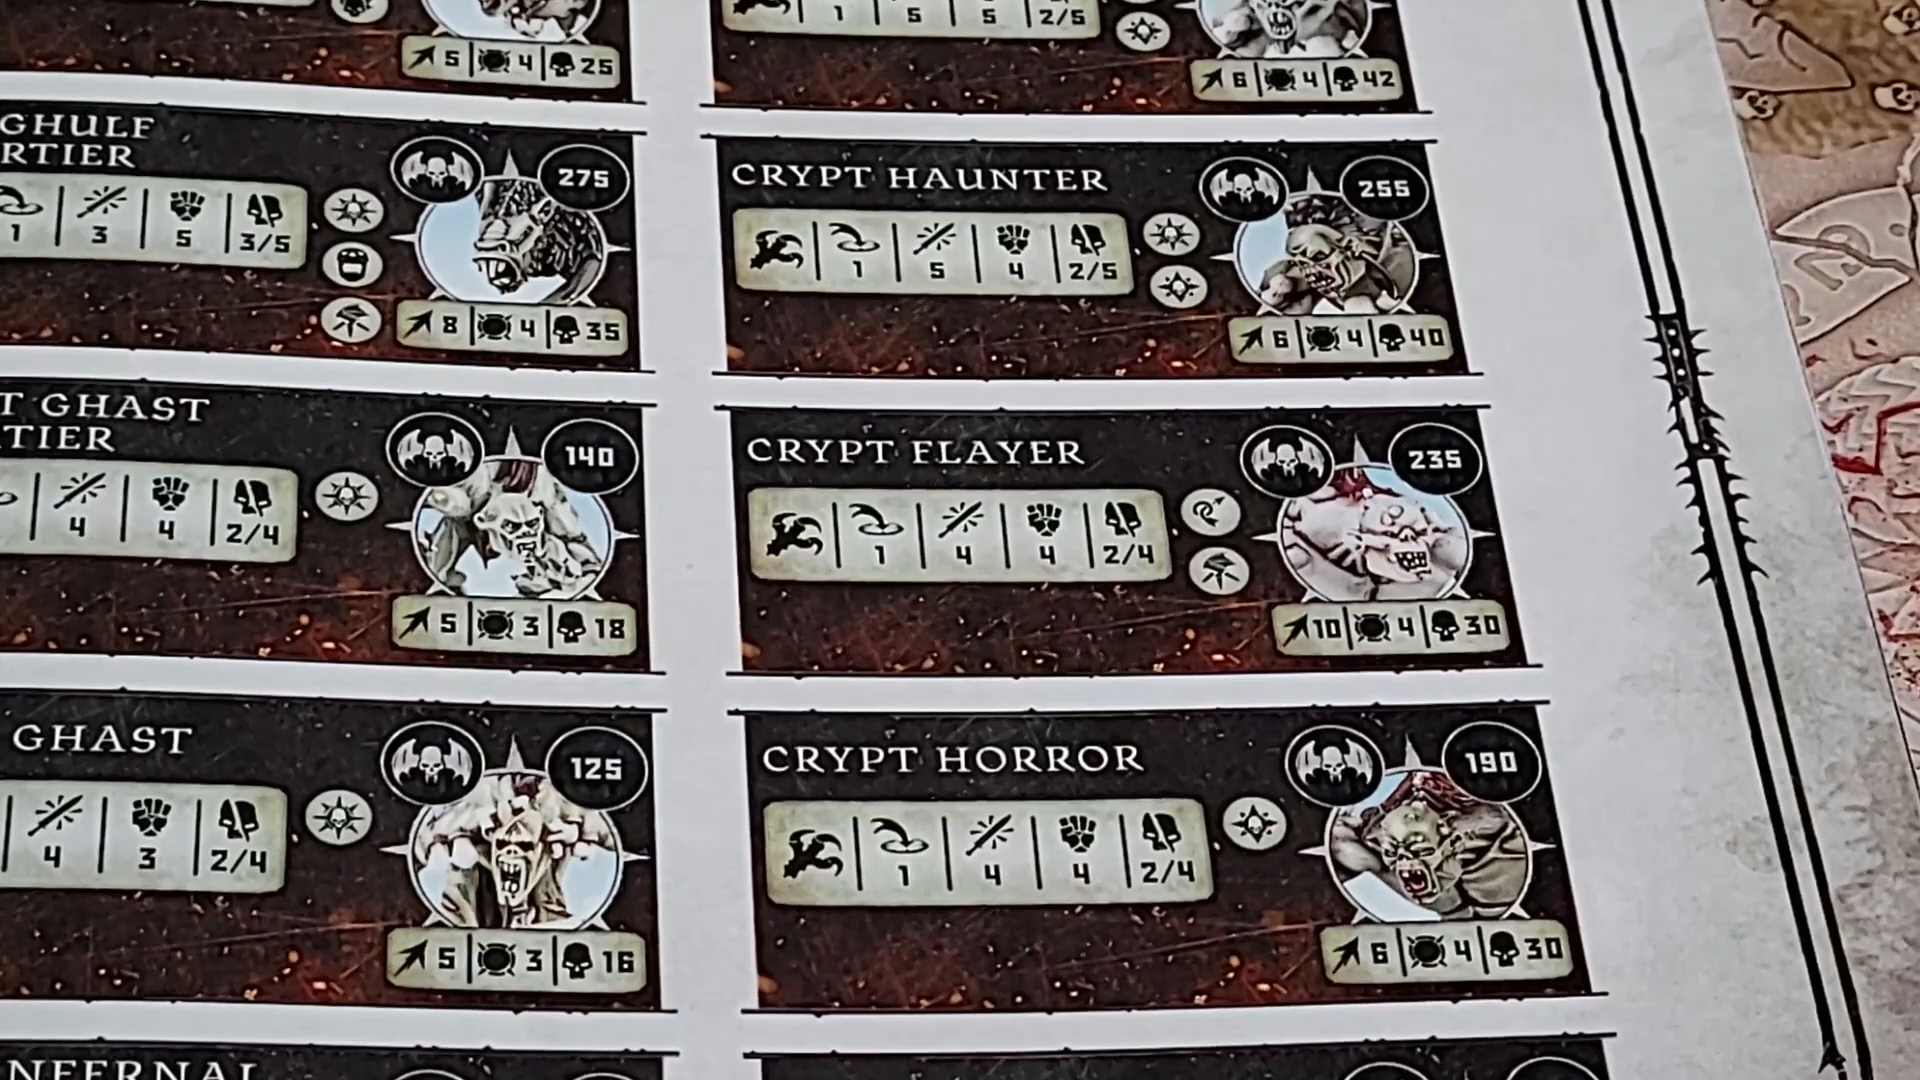 5 4 25
1 5 5 2/5
6 4 42
GHULF
RTIER
275
1 3 5 3/5
8 4 35
CRYPT HAUNTER
255
1 5 4 2/5
6 4 40
T GHAST
TIER
140
4 4 2/4
5 3 18
CRYPT FLAYER
235
1 4 4 2/4
10 4 30
GHAST
125
4 3 2/4
5 3 16
CRYPT HORROR
190
1 4 4 2/4
6 4 30
NFERNAL